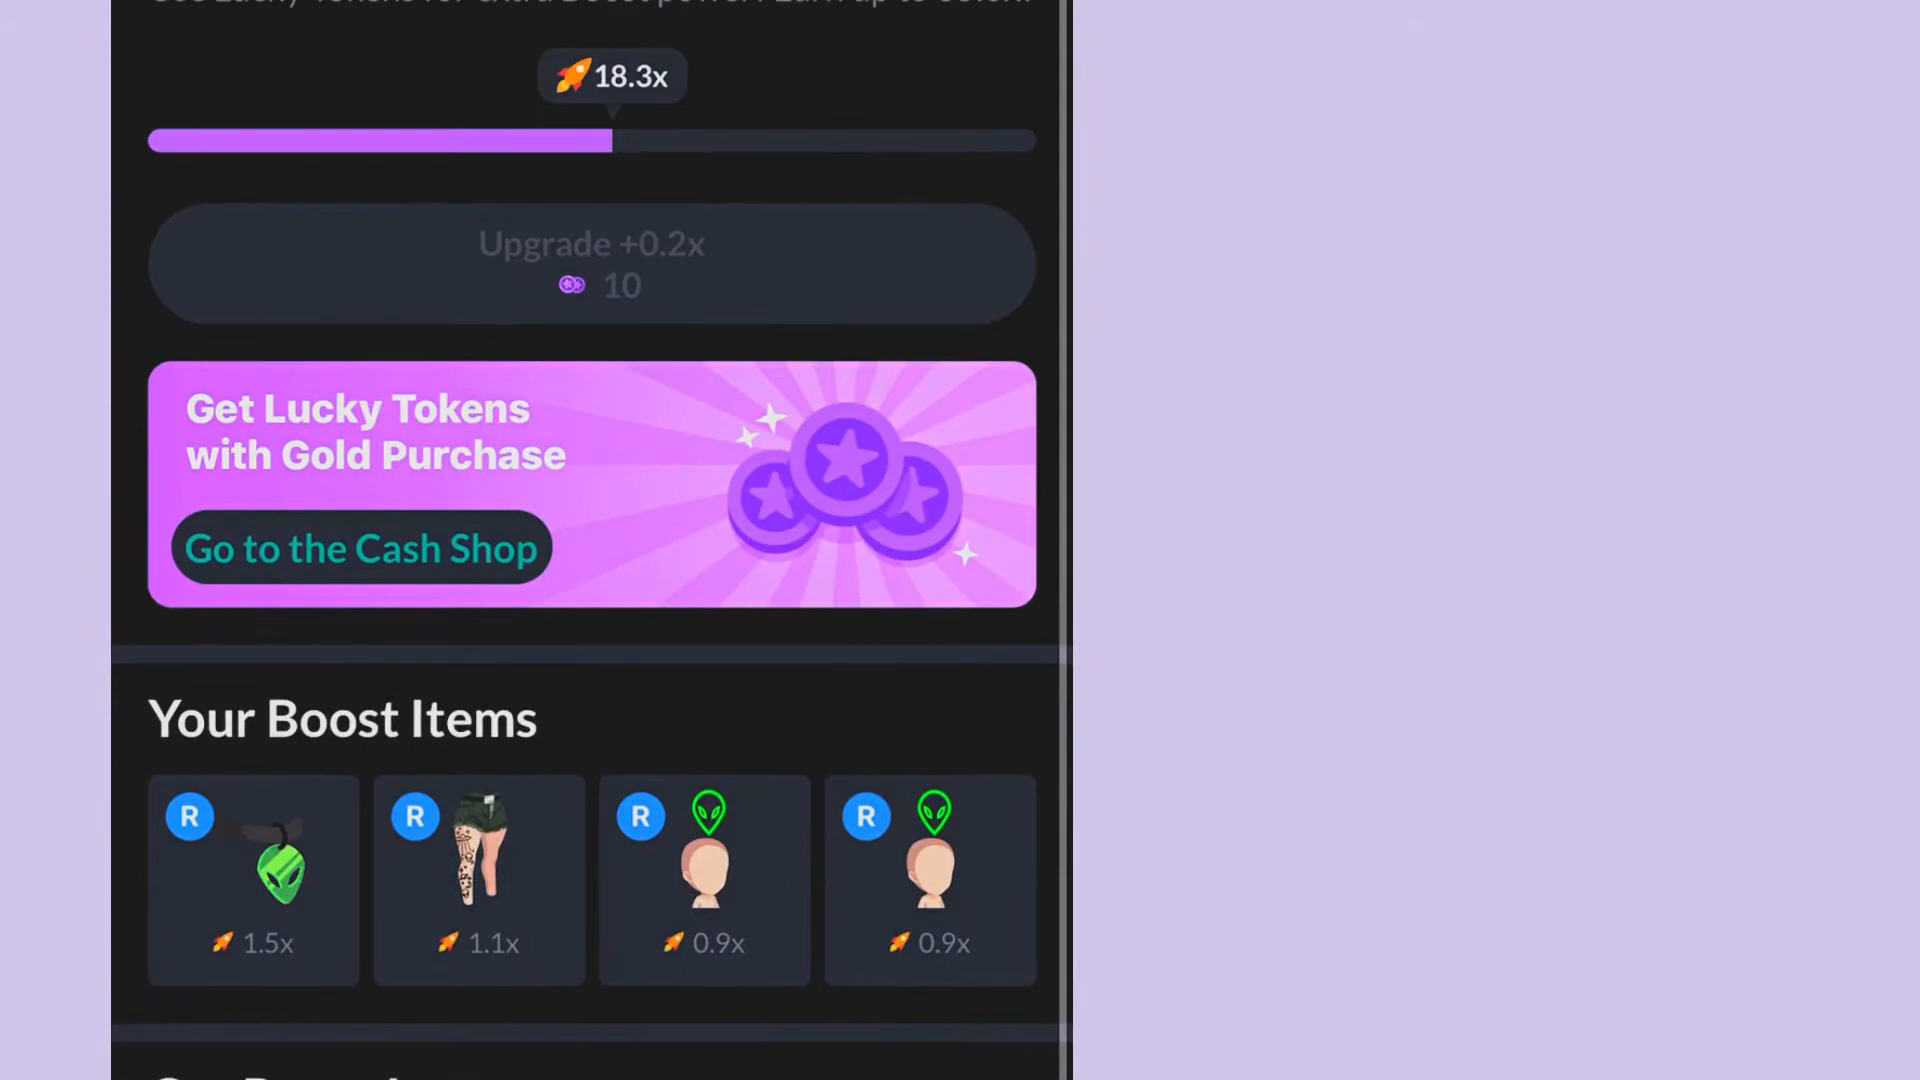 18.3x
Upgrade +0.2x
10
Get Lucky Tokens
with Gold Purchase
Go to the Cash Shop
Your Boost Items
R R R R
1.5x 1.1x 0.9x 0.9x